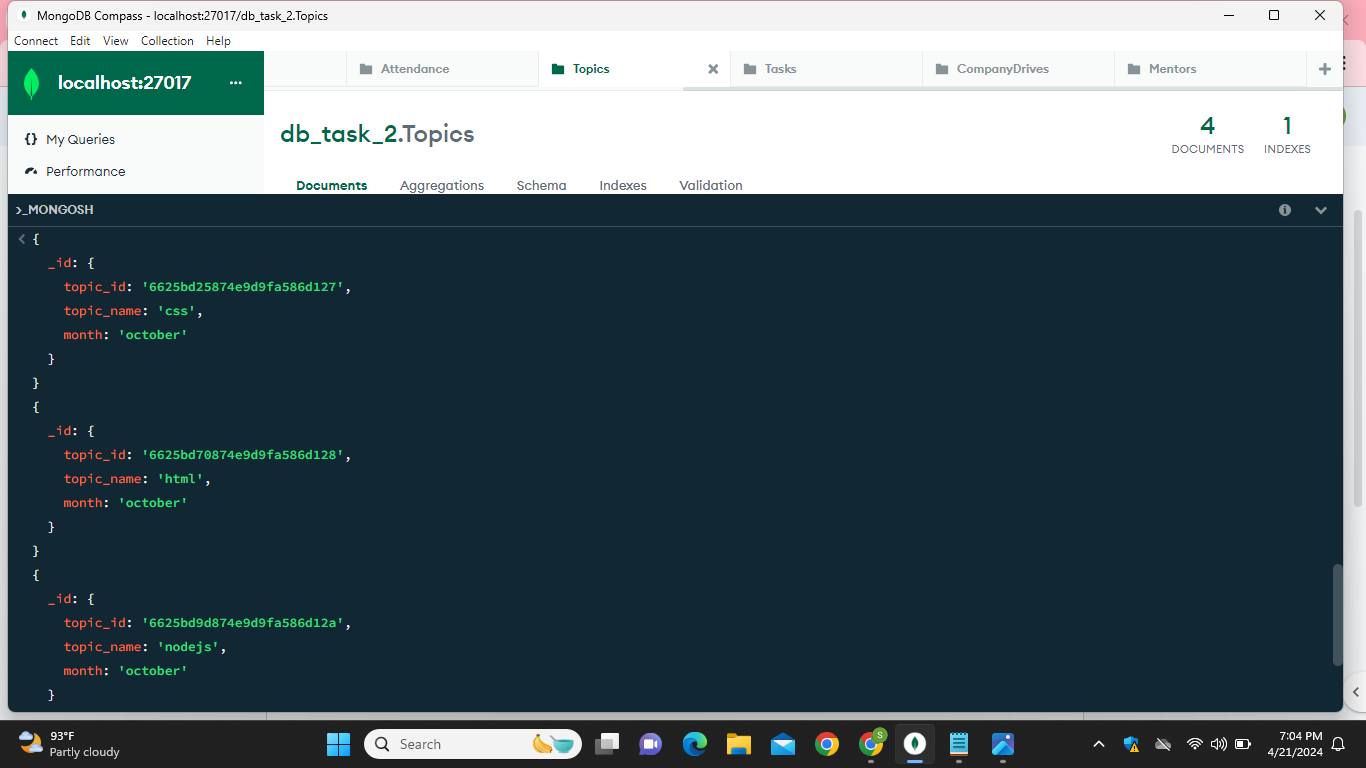 MongoDB Compass - localhost:27017/db_task_2.Topics
Connect Edit View Collection Help
localhost:27017 ...
Attendance
Topics
Tasks
CompanyDrives
Mentors
{} My Queries
Performance
db_task_2.Topics
4
DOCUMENTS
1
INDEXES
Documents Aggregations Schema Indexes Validation
>_MONGOSH
< {
_id: {
topic_id: '6625bd25874e9d9fa586d127',
topic_name: 'css',
month: 'october'
}
}
{
_id: {
topic_id: '6625bd70874e9d9fa586d128',
topic_name: 'html',
month: 'october'
}
}
{
_id: {
topic_id: '6625bd9d874e9d9fa586d12a',
topic_name: 'nodejs',
month: 'october'
}
93°F
Partly cloudy
Search
S
7:04 PM
4/21/2024